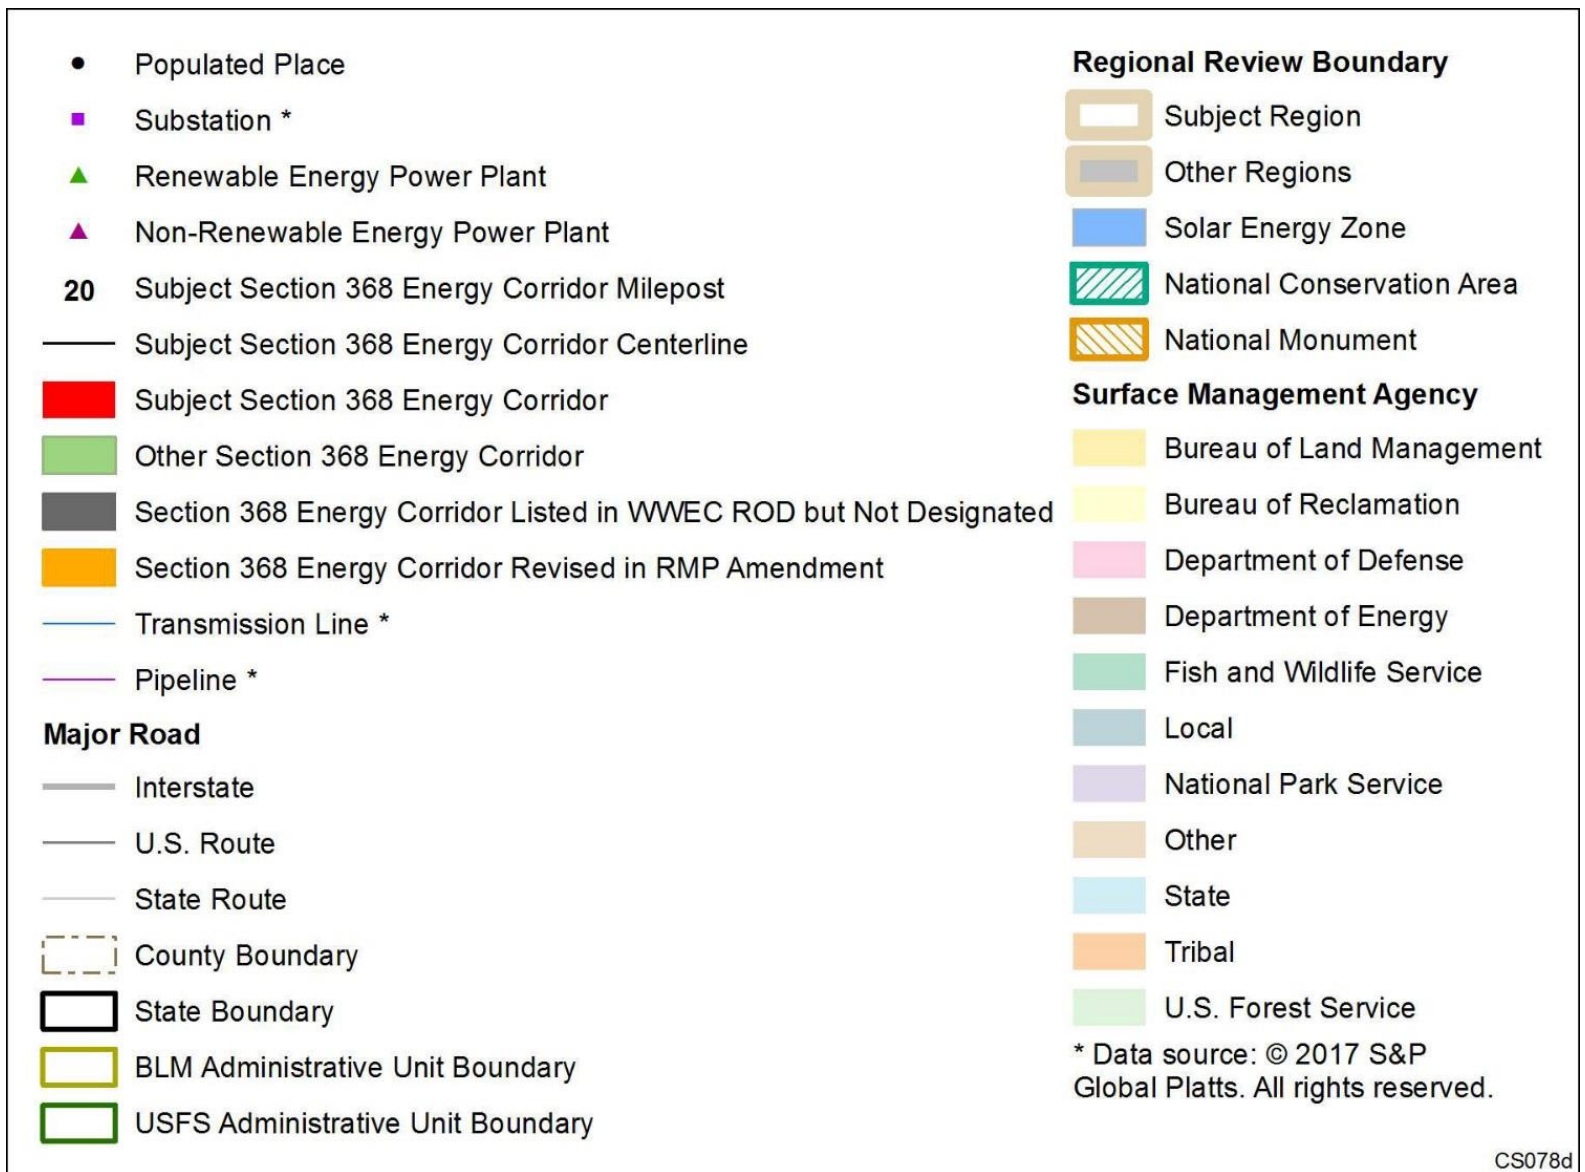 Populated Place
Substation *
Renewable Energy Power Plant
Non-Renewable Energy Power Plant
20 Subject Section 368 Energy Corridor Milepost
Subject Section 368 Energy Corridor Centerline
Subject Section 368 Energy Corridor
Other Section 368 Energy Corridor
Section 368 Energy Corridor Listed in WWEC ROD but Not Designated
Section 368 Energy Corridor Revised in RMP Amendment
Transmission Line *
Pipeline *
Major Road
Interstate
U.S. Route
State Route
County Boundary
State Boundary
BLM Administrative Unit Boundary
USFS Administrative Unit Boundary
Regional Review Boundary
Subject Region
Other Regions
Solar Energy Zone
National Conservation Area
National Monument
Surface Management Agency
Bureau of Land Management
Bureau of Reclamation
Department of Defense
Department of Energy
Fish and Wildlife Service
Local
National Park Service
Other
State
Tribal
U.S. Forest Service
* Data source: © 2017 S&P
Global Platts. All rights reserved.
CS078d